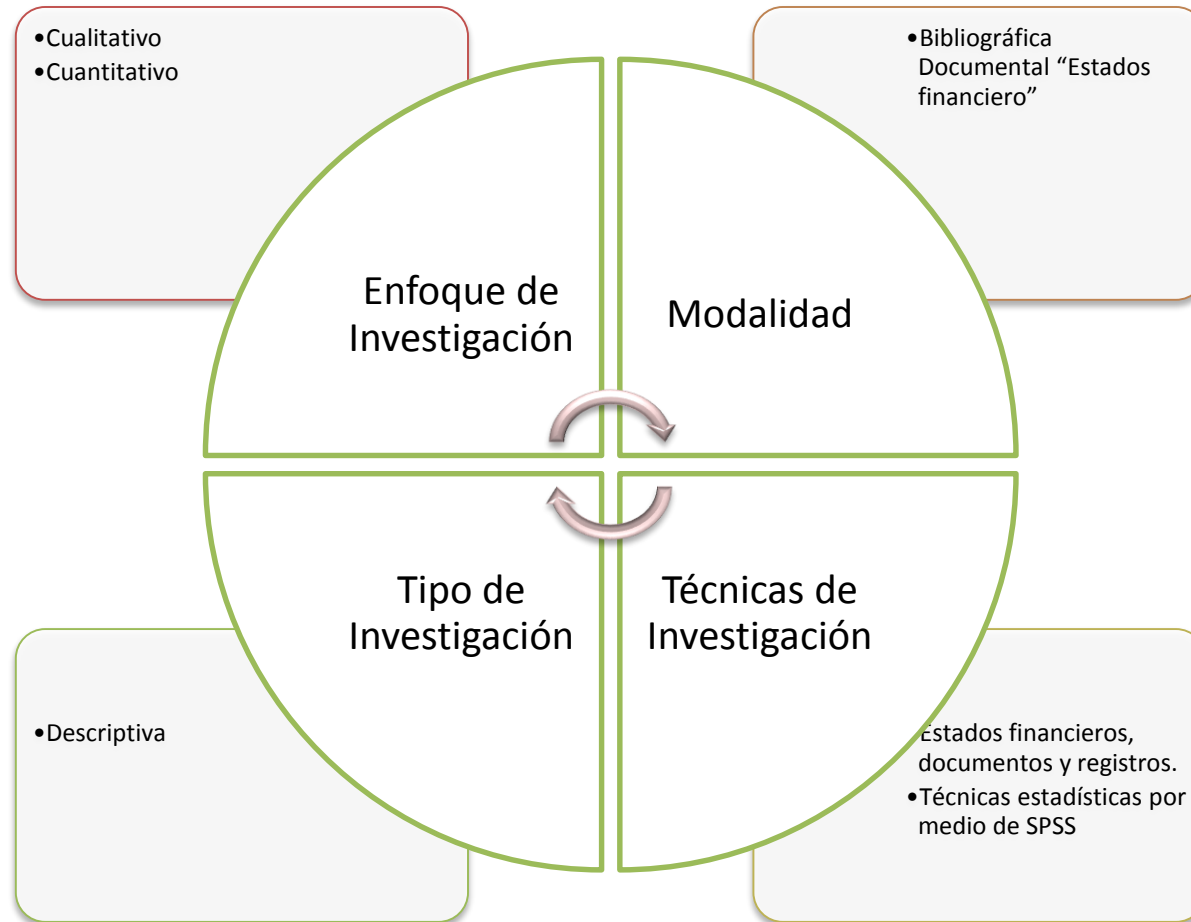 •Cualitativo
•Cuantitativo
•Bibliográfica
Documental “Estados
financiero”
Enfoque de
Investigación
Modalidad
Tipo de
Investigación
Técnicas de
Investigación
•Descriptiva
Estados financieros,
documentos y registros.
•Técnicas estadísticas por
medio de SPSS